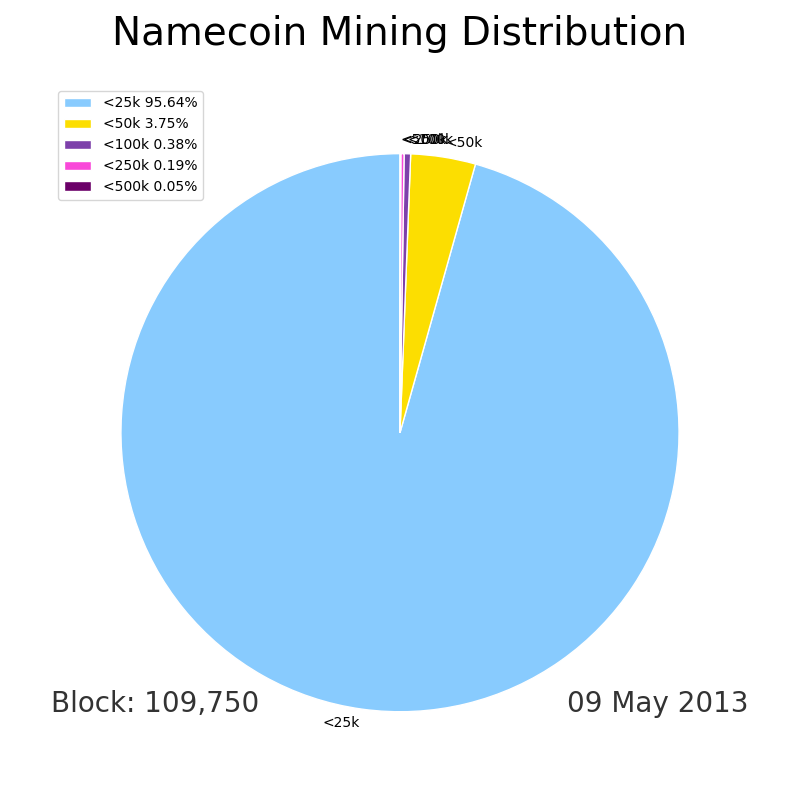 Namecoin Mining Distribution
<25k 95.64%
<50k 3.75%
<100k 0.38%
<250k 0.19%
<500k 0.05%
<50k
<25k
Block: 109,750
09 May 2013